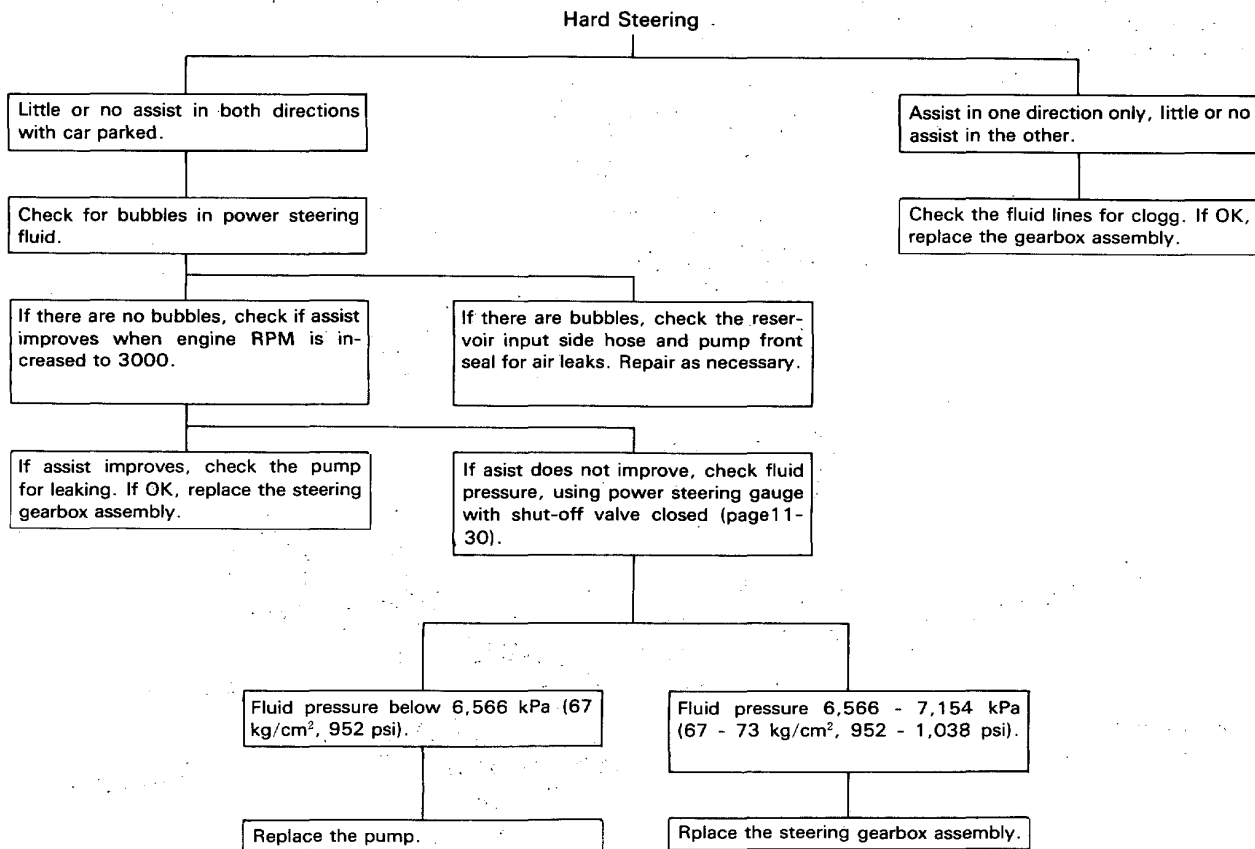 Hard Steering
Little or no assist in both directions
with car parked.
Assist in one direction only, little or no
assist in the other.
Check for bubbles in power steering
fluid.
Check the fluid lines for clogg. If OK,
replace the gearbox assembly.
If there are no bubbles, check if assist
improves when engine RPM is in-
creased to 3000.
If there are bubbles, check the reser-
voir input side hose and pump front
seal for air leaks. Repair as necessary.
If assist improves, check the pump
for leaking. If OK, replace the steering
gearbox assembly.
If asist does not improve, check fluid
pressure, using power steering gauge
with shut-off valve closed (page11-
30).
Fluid pressure below 6,566 kPa (67
kg/cm², 952 psi).
Fluid pressure 6,566 - 7,154 kPa
(67 - 73 kg/cm², 952 - 1,038 psi).
Replace the pump.
Rplace the steering gearbox assembly.